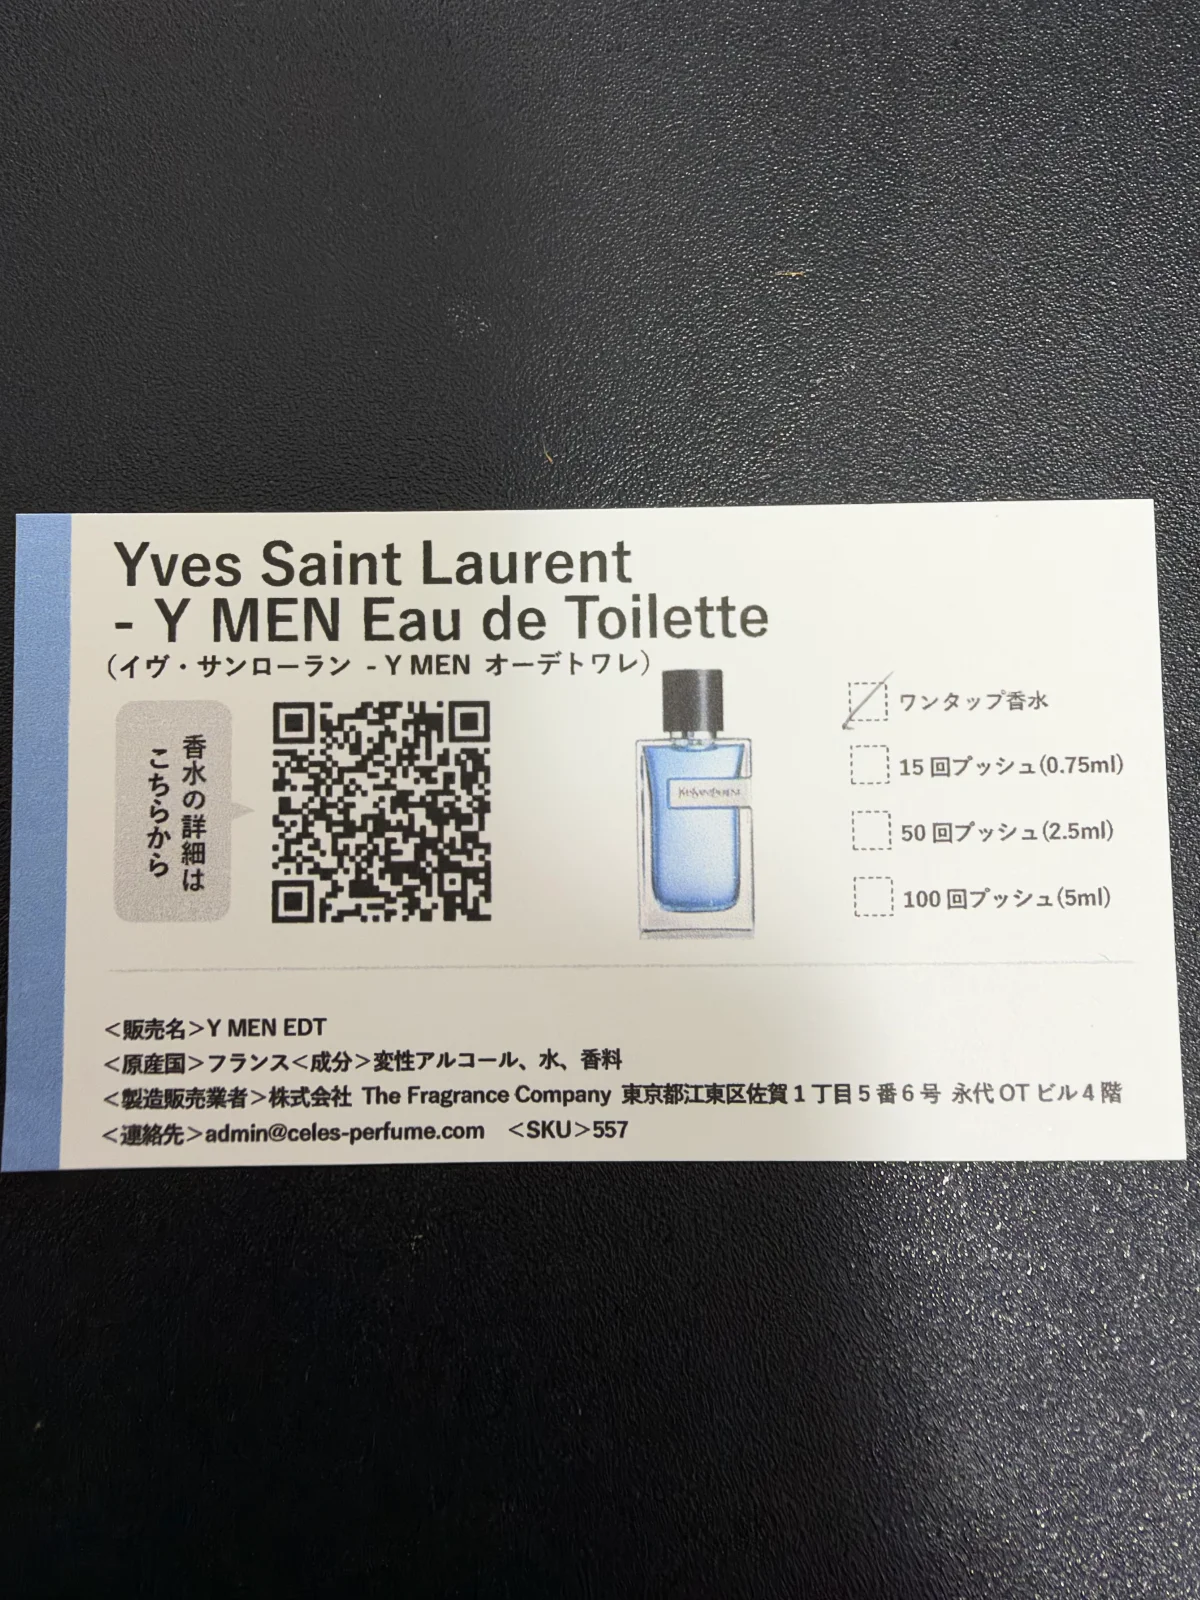 Yves Saint Laurent
- Y MEN Eau de Toilette
(イヴ・サンローラン - Y MEN オーデトワレ)
香水の詳細は
こちらから
ワンタップ香水
15 回プッシュ(0.75ml)
50 回プッシュ(2.5ml)
100 回プッシュ(5ml)
<販売名>Y MEN EDT
<原産国>フランス<成分>変性アルコール、水、香料
<製造販売業者>株式会社 The Fragrance Company 東京都江東区佐賀 1 丁目 5 番 6 号 永代 OT ビル 4 階
<連絡先>admin@celes-perfume.com <SKU>557